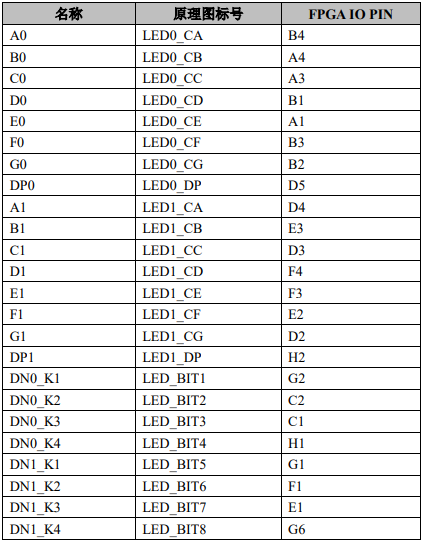 名称 原理图标号 FPGA IO PIN
A0 LED0_CA B4
B0 LED0_CB A4
C0 LED0_CC A3
D0 LED0_CD B1
E0 LED0_CE A1
F0 LED0_CF B3
G0 LED0_CG B2
DP0 LED0_DP D5
A1 LED1_CA D4
B1 LED1_CB E3
C1 LED1_CC D3
D1 LED1_CD F4
E1 LED1_CE F3
F1 LED1_CF E2
G1 LED1_CG D2
DP1 LED1_DP H2
DN0_K1 LED_BIT1 G2
DN0_K2 LED_BIT2 C2
DN0_K3 LED_BIT3 C1
DN0_K4 LED_BIT4 H1
DN1_K1 LED_BIT5 G1
DN1_K2 LED_BIT6 F1
DN1_K3 LED_BIT7 E1
DN1_K4 LED_BIT8 G6